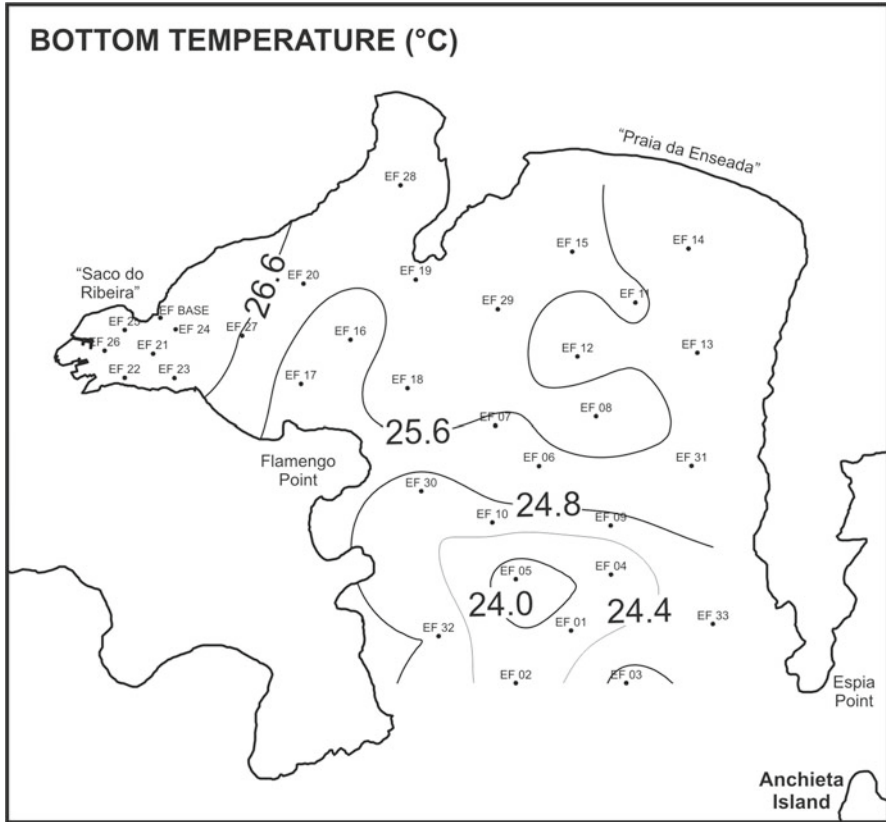 BOTTOM TEMPERATURE (°C)
“Praia da Enseada”
EF 28
EF 15
EF 14
“Saco do
Ribeira”
26.6
EF 20
EF 19
EF 11
EF BASE
EF 29
EF 25
EF 24
EF 27
EF 16
EF 26
EF 21
EF 12
EF 13
EF 22
EF 23
EF 17
EF 18
EF 08
EF 07
25.6
Flamengo
Point
EF 06
EF 31
EF 30
24.8
EF 10
EF 09
EF 05
EF 04
24.0
24.4
EF 32
EF 01
EF 33
EF 02
EF 03
Espia
Point
Anchieta
Island